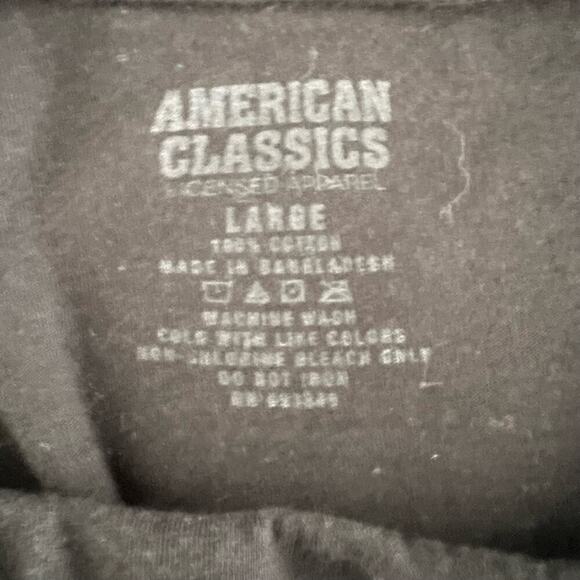 AMERICAN
CLASSICS
LICENSED APPAREL
LARGE
100% COTTON
MADE IN BANGLADESH
MACHINE WASH
COLD WITH LIKE COLORS
NON-CHLORINE BLEACH ONLY
DO NOT IRON